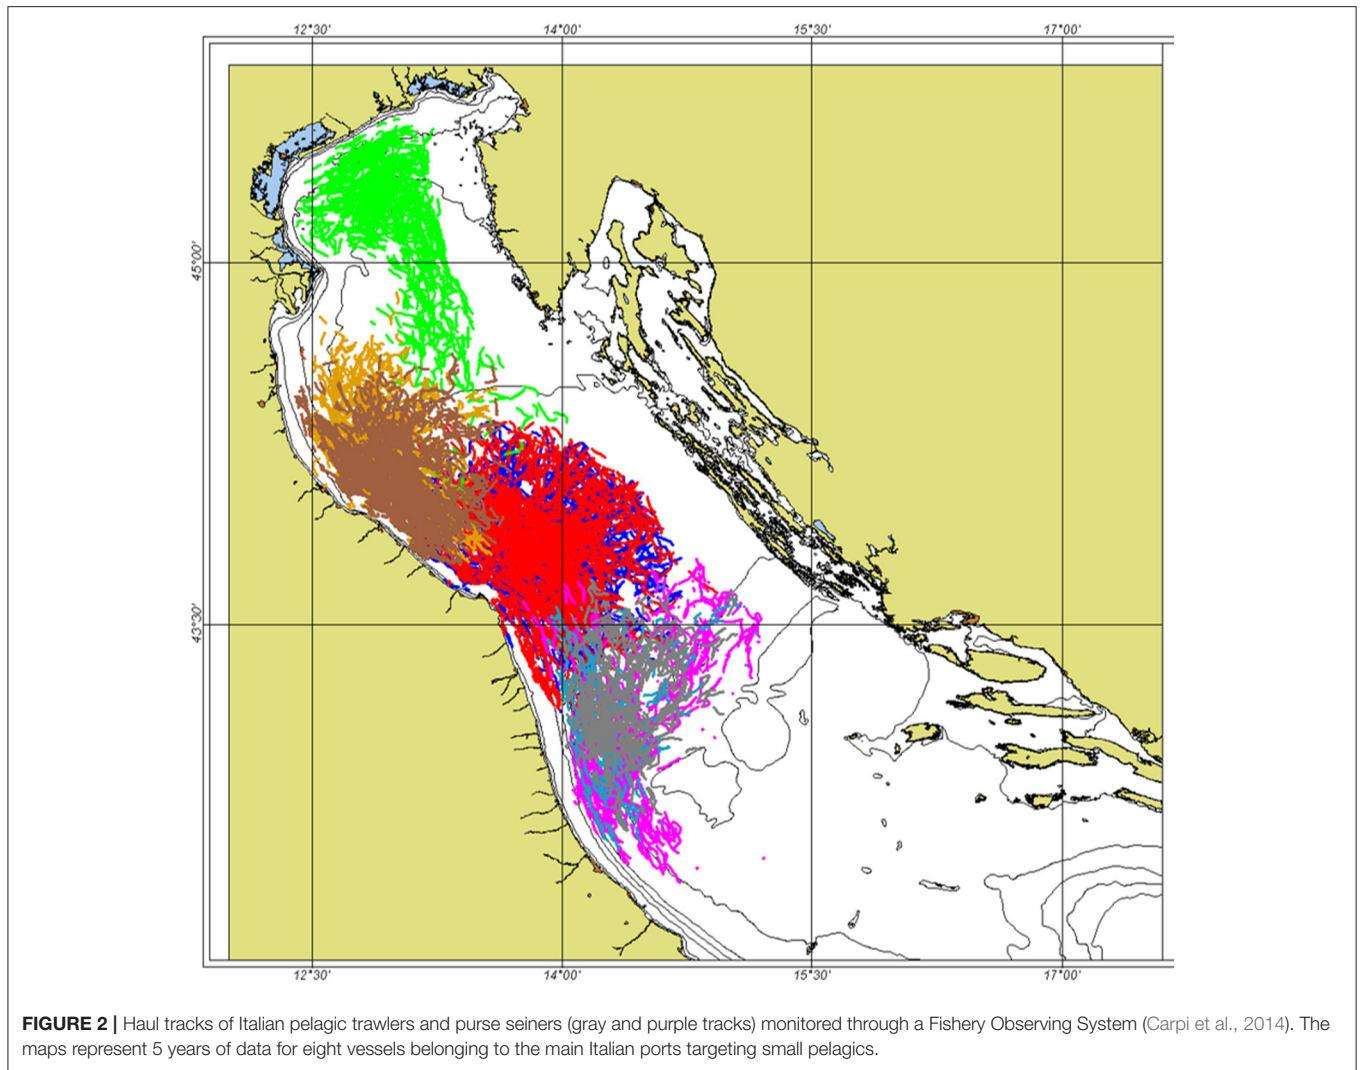 12°30' 14°00' 15°30' 17°00'
45°00'
43°30'
12°30' 14°00' 15°30' 17°00'
FIGURE 2 | Haul tracks of Italian pelagic trawlers and purse seiners (gray and purple tracks) monitored through a Fishery Observing System (Carpi et al., 2014). The
maps represent 5 years of data for eight vessels belonging to the main Italian ports targeting small pelagics.